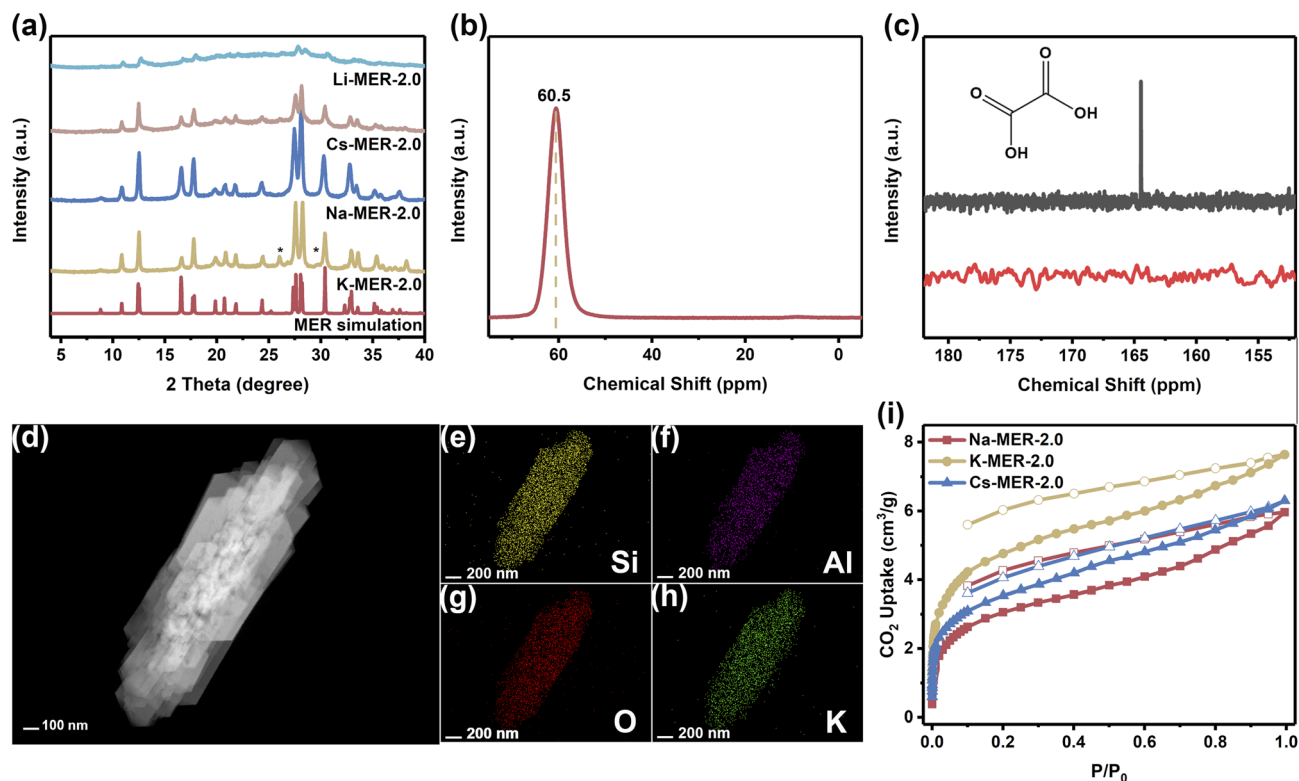 (a)
Li-MER-2.0
Cs-MER-2.0
Na-MER-2.0
* *
K-MER-2.0
MER simulation
5 10 15 20 25 30 35 40
2 Theta (degree)
Intensity (a.u.)
(b)
60.5
60 40 20 0
Chemical Shift (ppm)
Intensity (a.u.)
(c)
O
O
OH
OH
180 175 170 165 160 155
Chemical Shift (ppm)
Intensity (a.u.)
(d)
100 nm
(e)
200 nm
Si
(f)
200 nm
Al
(g)
200 nm
O
(h)
200 nm
K
(i)
Na-MER-2.0
K-MER-2.0
Cs-MER-2.0
8
6
4
2
0
0.0 0.2 0.4 0.6 0.8 1.0
P/P₀
CO₂ Uptake (cm³/g)